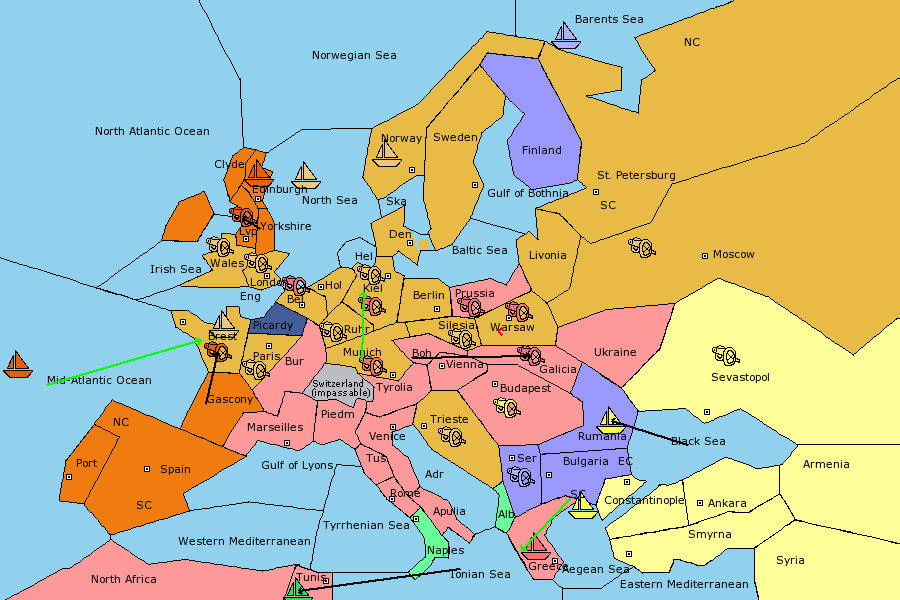 Barents Sea
NC
Norwegian Sea
North Atlantic Ocean
Norway
Sweden
Clyde
Finland
St. Petersburg
Edinburgh
Gulf of Bothnia
North Sea
Ska
SC
Lvp
Yorkshire
Den
Wales
Baltic Sea
Livonia
Moscow
Irish Sea
Hel
London
Hol
Kiel
Eng
Bel
Berlin
Prussia
Picardy
Ruhr
Silesia
Warsaw
Brest
Paris
Munich
Boh
Ukraine
Bur
Vienna
Galicia
Mid-Atlantic Ocean
Switzerland
(impassable)
Tyrolia
Budapest
Sevastopol
Gascony
NC
Piedm
Trieste
Marseilles
Venice
Rumania
Black Sea
Port
Spain
Gulf of Lyons
Tus
Ser
Bulgaria
EC
Armenia
Adr
SC
Rome
SC
Constantinople
Ankara
Apulia
Alb
Tyrrhenian Sea
Smyrna
Western Mediterranean
Naples
Syria
North Africa
Tunis
Ionian Sea
Greece
Aegean Sea
Eastern Mediterranean